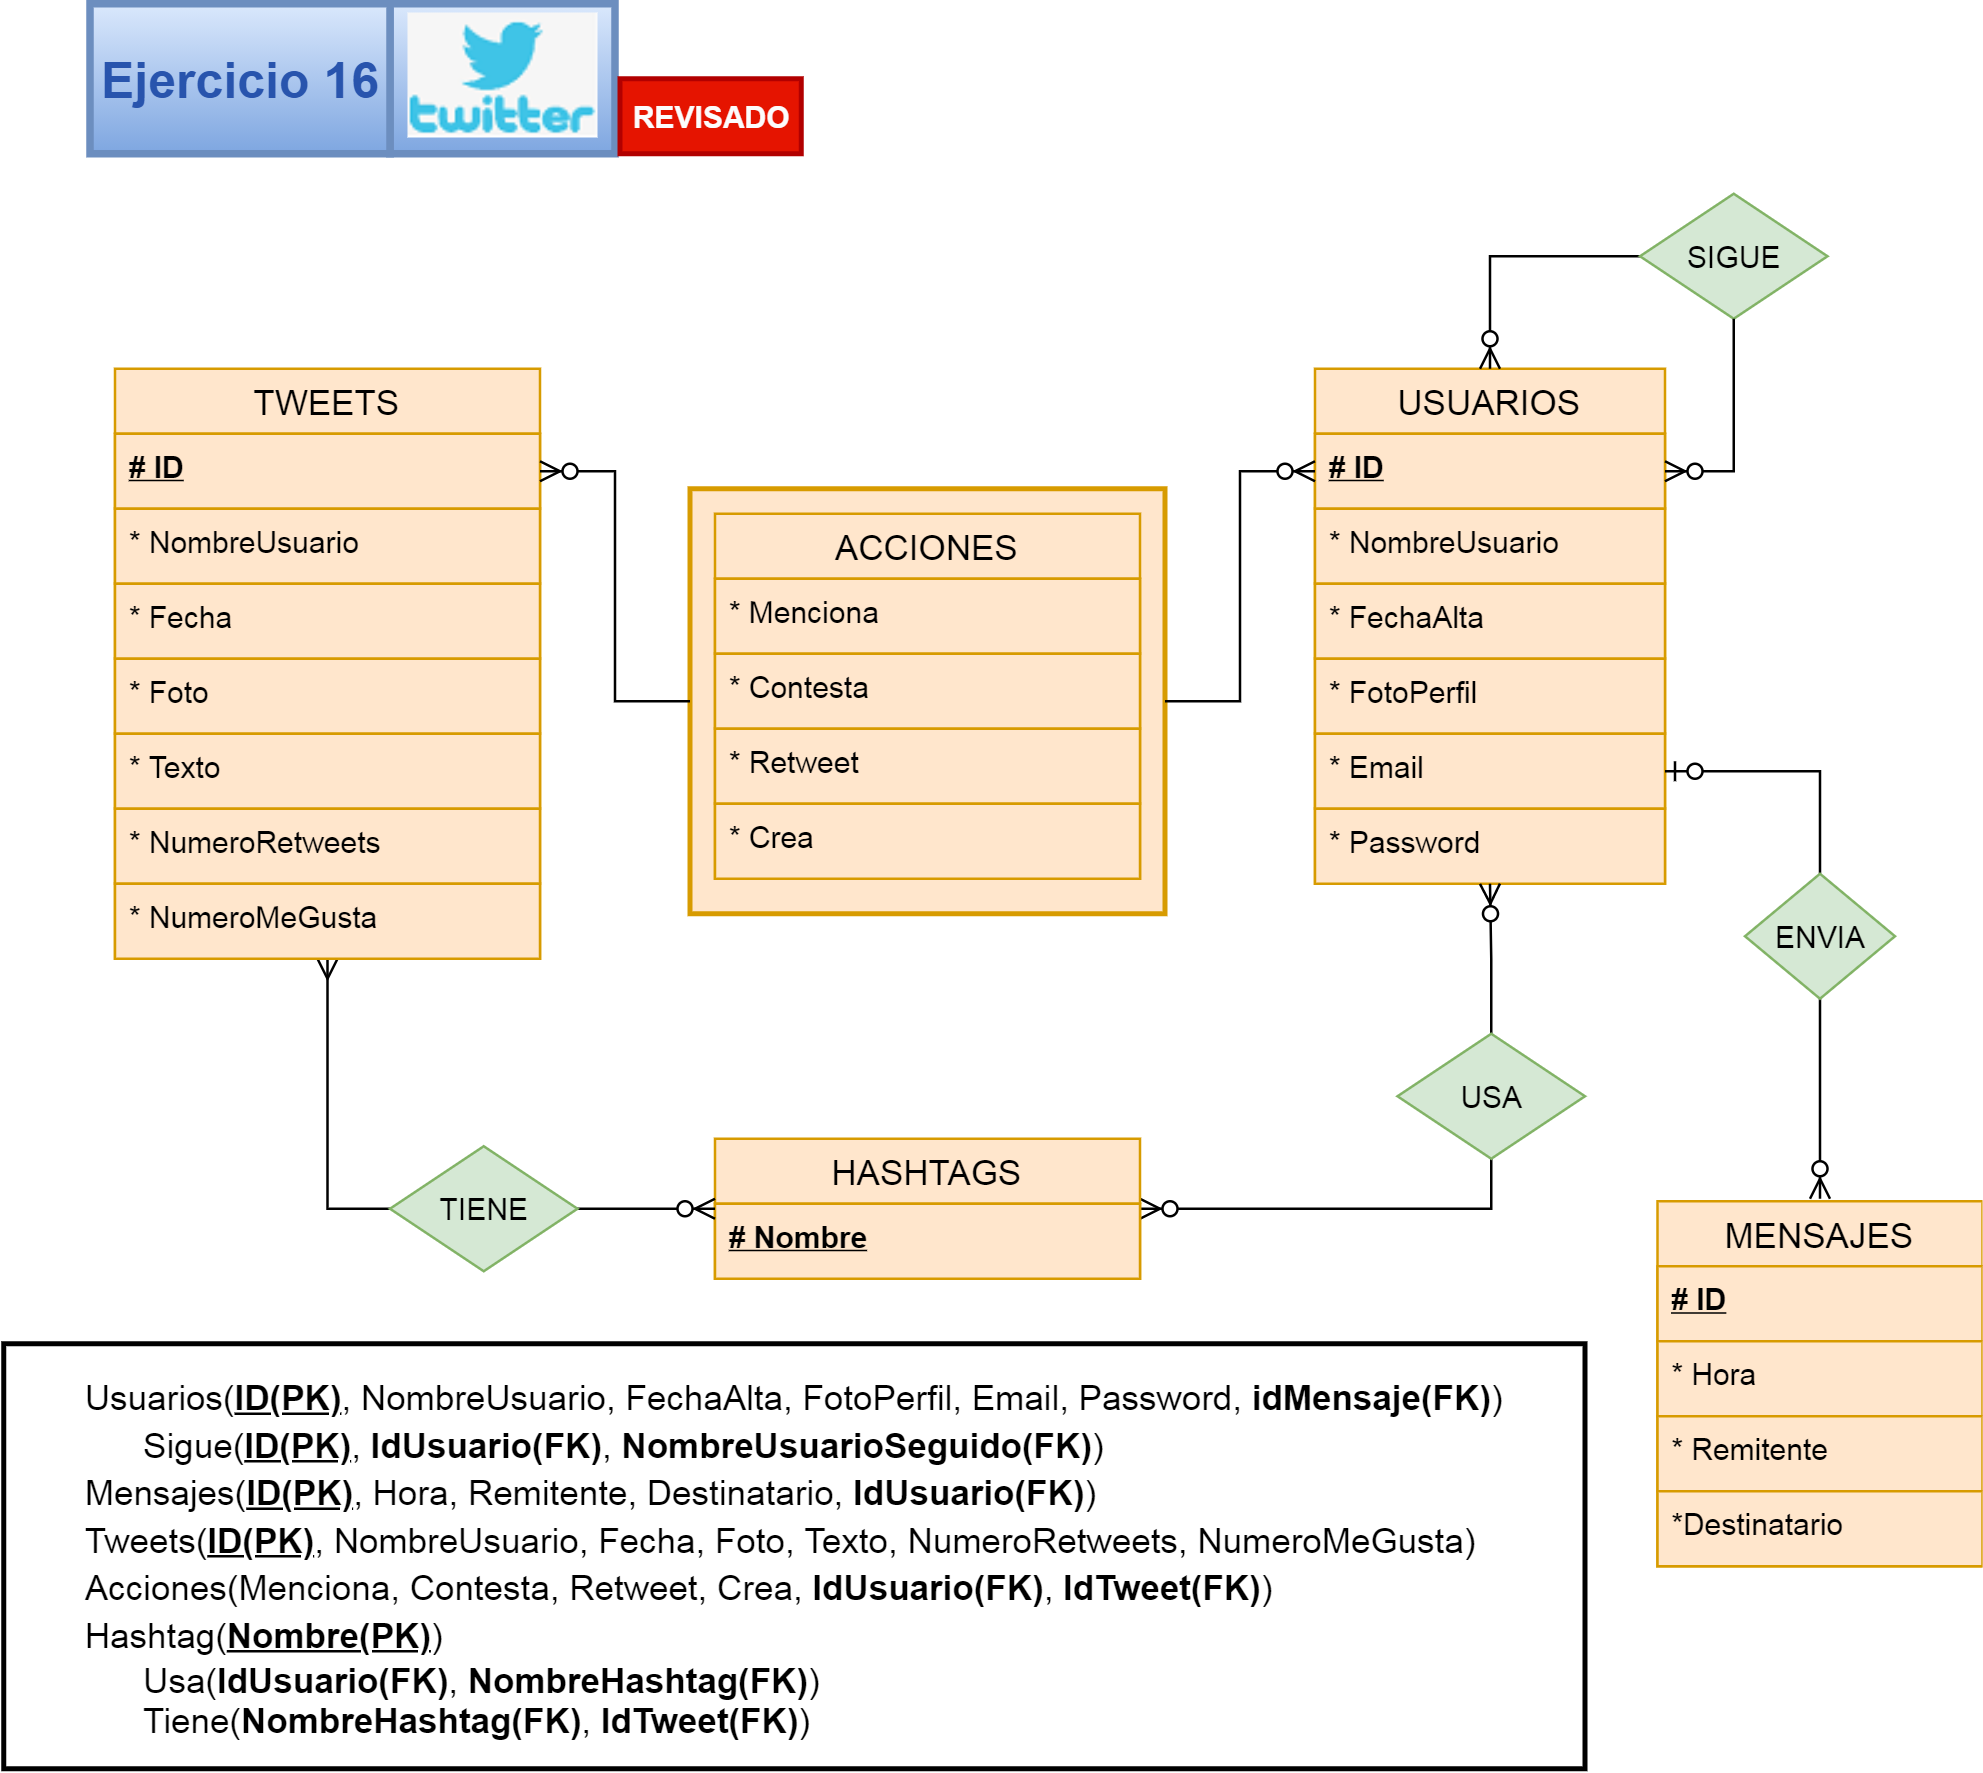 Ejercicio 16
twitter
REVISADO
SIGUE
TWEETS
# ID
* NombreUsuario
* Fecha
* Foto
* Texto
* NumeroRetweets
* NumeroMeGusta
ACCIONES
* Menciona
* Contesta
* Retweet
* Crea
USUARIOS
# ID
* NombreUsuario
* FechaAlta
* FotoPerfil
* Email
* Password
ENVIA
USA
TIENE
HASHTAGS
# Nombre
MENSAJES
# ID
* Hora
* Remitente
*Destinatario
Usuarios(ID(PK), NombreUsuario, FechaAlta, FotoPerfil, Email, Password, idMensaje(FK))
Sigue(ID(PK), IdUsuario(FK), NombreUsuarioSeguido(FK))
Mensajes(ID(PK), Hora, Remitente, Destinatario, IdUsuario(FK))
Tweets(ID(PK), NombreUsuario, Fecha, Foto, Texto, NumeroRetweets, NumeroMeGusta)
Acciones(Menciona, Contesta, Retweet, Crea, IdUsuario(FK), IdTweet(FK))
Hashtag(Nombre(PK))
Usa(IdUsuario(FK), NombreHashtag(FK))
Tiene(NombreHashtag(FK), IdTweet(FK))